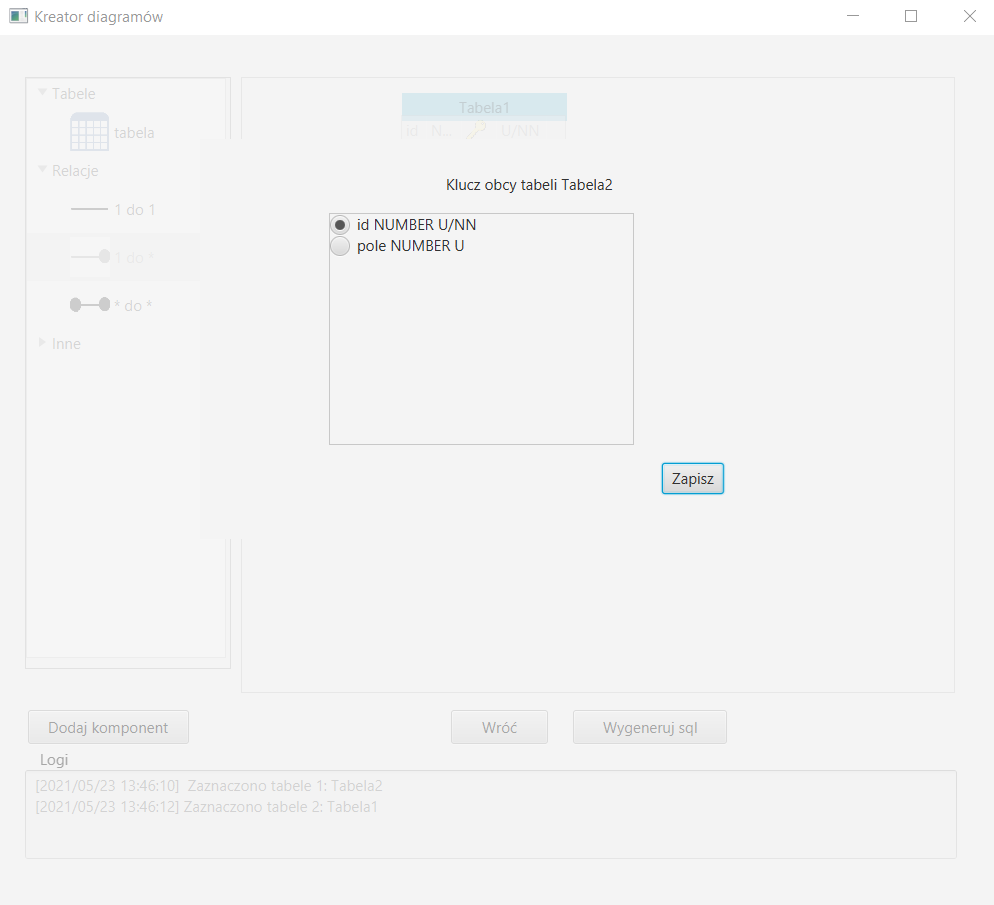 Kreator diagramów
Tabele
tabela
Relacje
1 do 1
1 do *
* do *
Inne
Tabela1
id N... U/NN
Klucz obcy tabeli Tabela2
id NUMBER U/NN
pole NUMBER U
Zapisz
Dodaj komponent
Wróć
Wygeneruj sql
Logi
[2021/05/23 13:46:10]  Zaznaczono tabele 1: Tabela2
[2021/05/23 13:46:12] Zaznaczono tabele 2: Tabela1